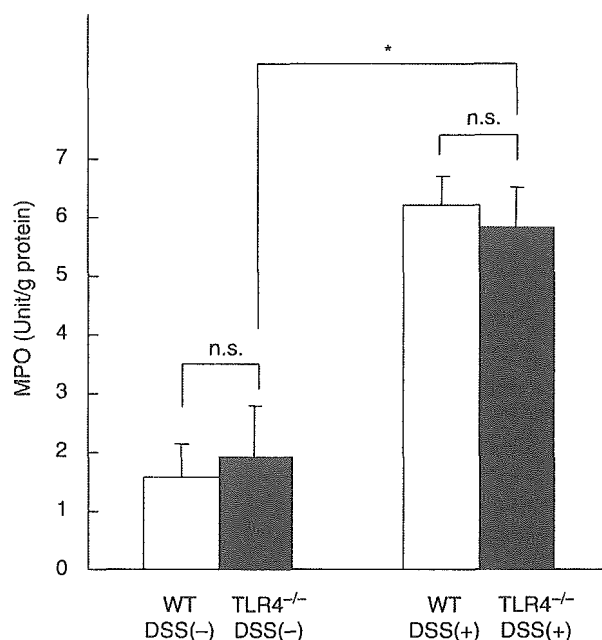 *
n.s.
7
6
5
4
n.s.
3
2
1
0
MPO (Unit/g protein)
WT TLR4⁻/⁻ WT TLR4⁻/⁻
DSS(−) DSS(−) DSS(+) DSS(+)